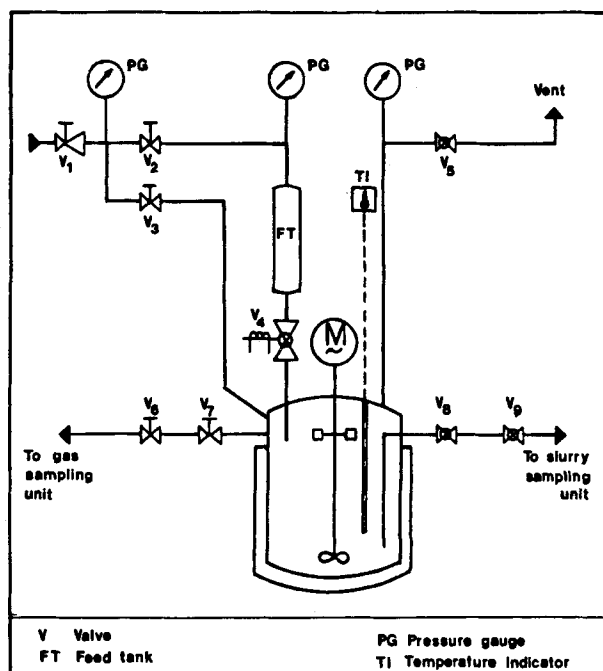 PG
PG
PG
Vent
V1
V2
V5
TI
V3
FT
V4
M
~
V6
V7
V8
V9
To gas
sampling
unit
To slurry
sampling
unit
V Valve
FT Feed tank
PG Pressure gauge
TI Temperature Indicator